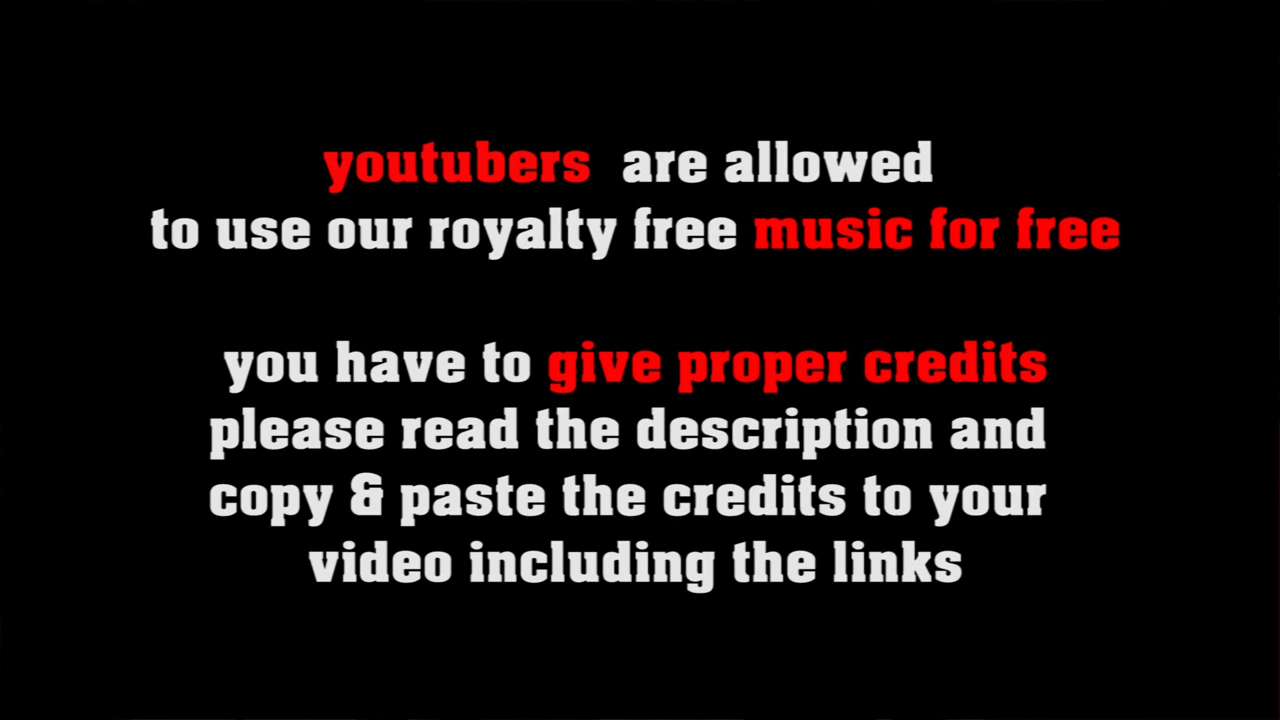 youtubers are allowed
to use our royalty free music for free
you have to give proper credits
please read the description and
copy & paste the credits to your
video including the links